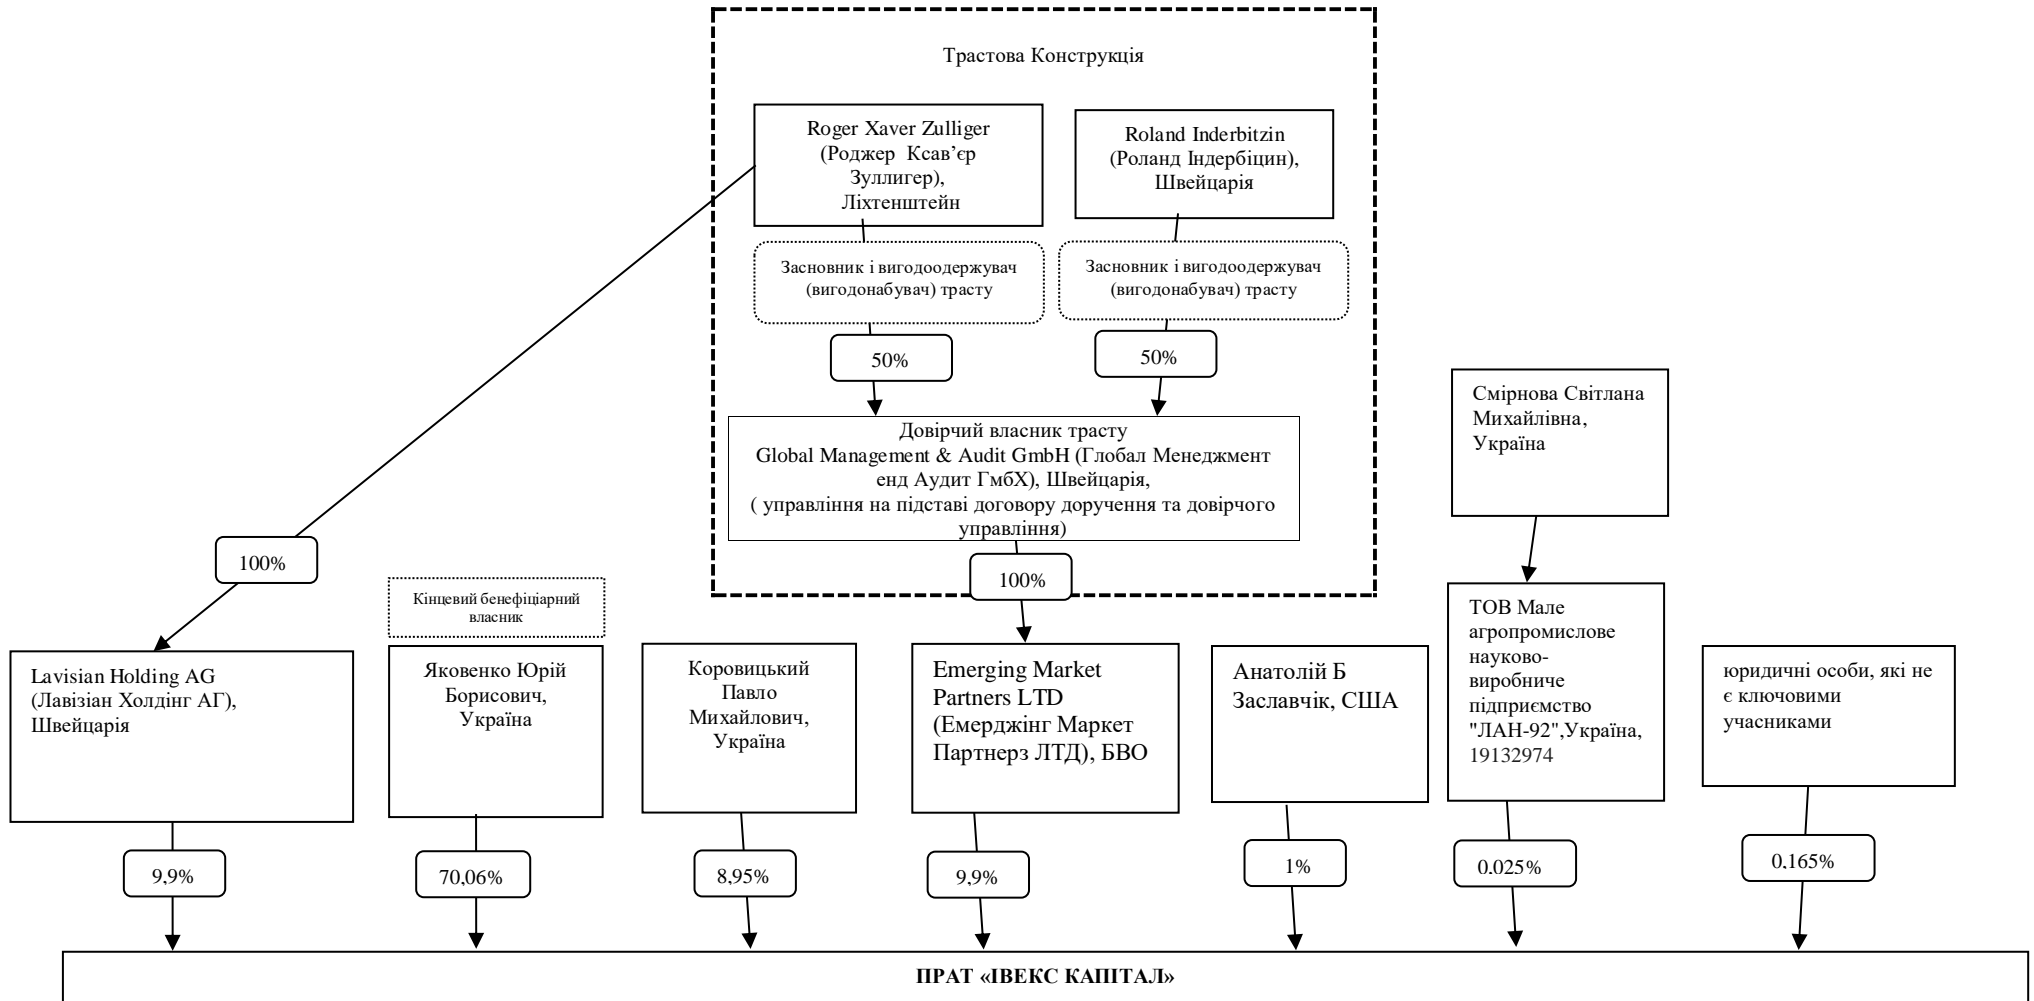 Трастова Конструкція
Roger Xaver Zulliger
(Роджер Ксав’єр
Зуллигер),
Ліхтенштейн
Roland Inderbitzin
(Роланд Індербіцин),
Швейцарія
Засновник і вигодоодержувач
(вигодонабувач) трасту
Засновник і вигодоодержувач
(вигодонабувач) трасту
50%
50%
Смірнова Світлана
Михайлівна,
Україна
Довірчий власник трасту
Global Management & Audit GmbH (Глобал Менеджмент
енд Аудит ГмбХ), Швейцарія,
( управління на підставі договору доручення та довірчого
управління)
100%
100%
Кінцевий бенефіціарний
власник
Lavisian Holding AG
(Лавізіан Холдінг АГ),
Швейцарія
Яковенко Юрій
Борисович,
Україна
Коровицький
Павло
Михайлович,
Україна
Emerging Market
Partners LTD
(Емерджінг Маркет
Партнерз ЛТД), БВО
Анатолій Б
Заславчік, США
ТОВ Мале
агропромислове
науково-
виробниче
підприємство
"ЛАН-92",Україна,
19132974
юридичні особи, які не
є ключовими
учасниками
9,9%
70,06%
8,95%
9,9%
1%
0.025%
0,165%
ПРАТ «ІВЕКС КАПІТАЛ»